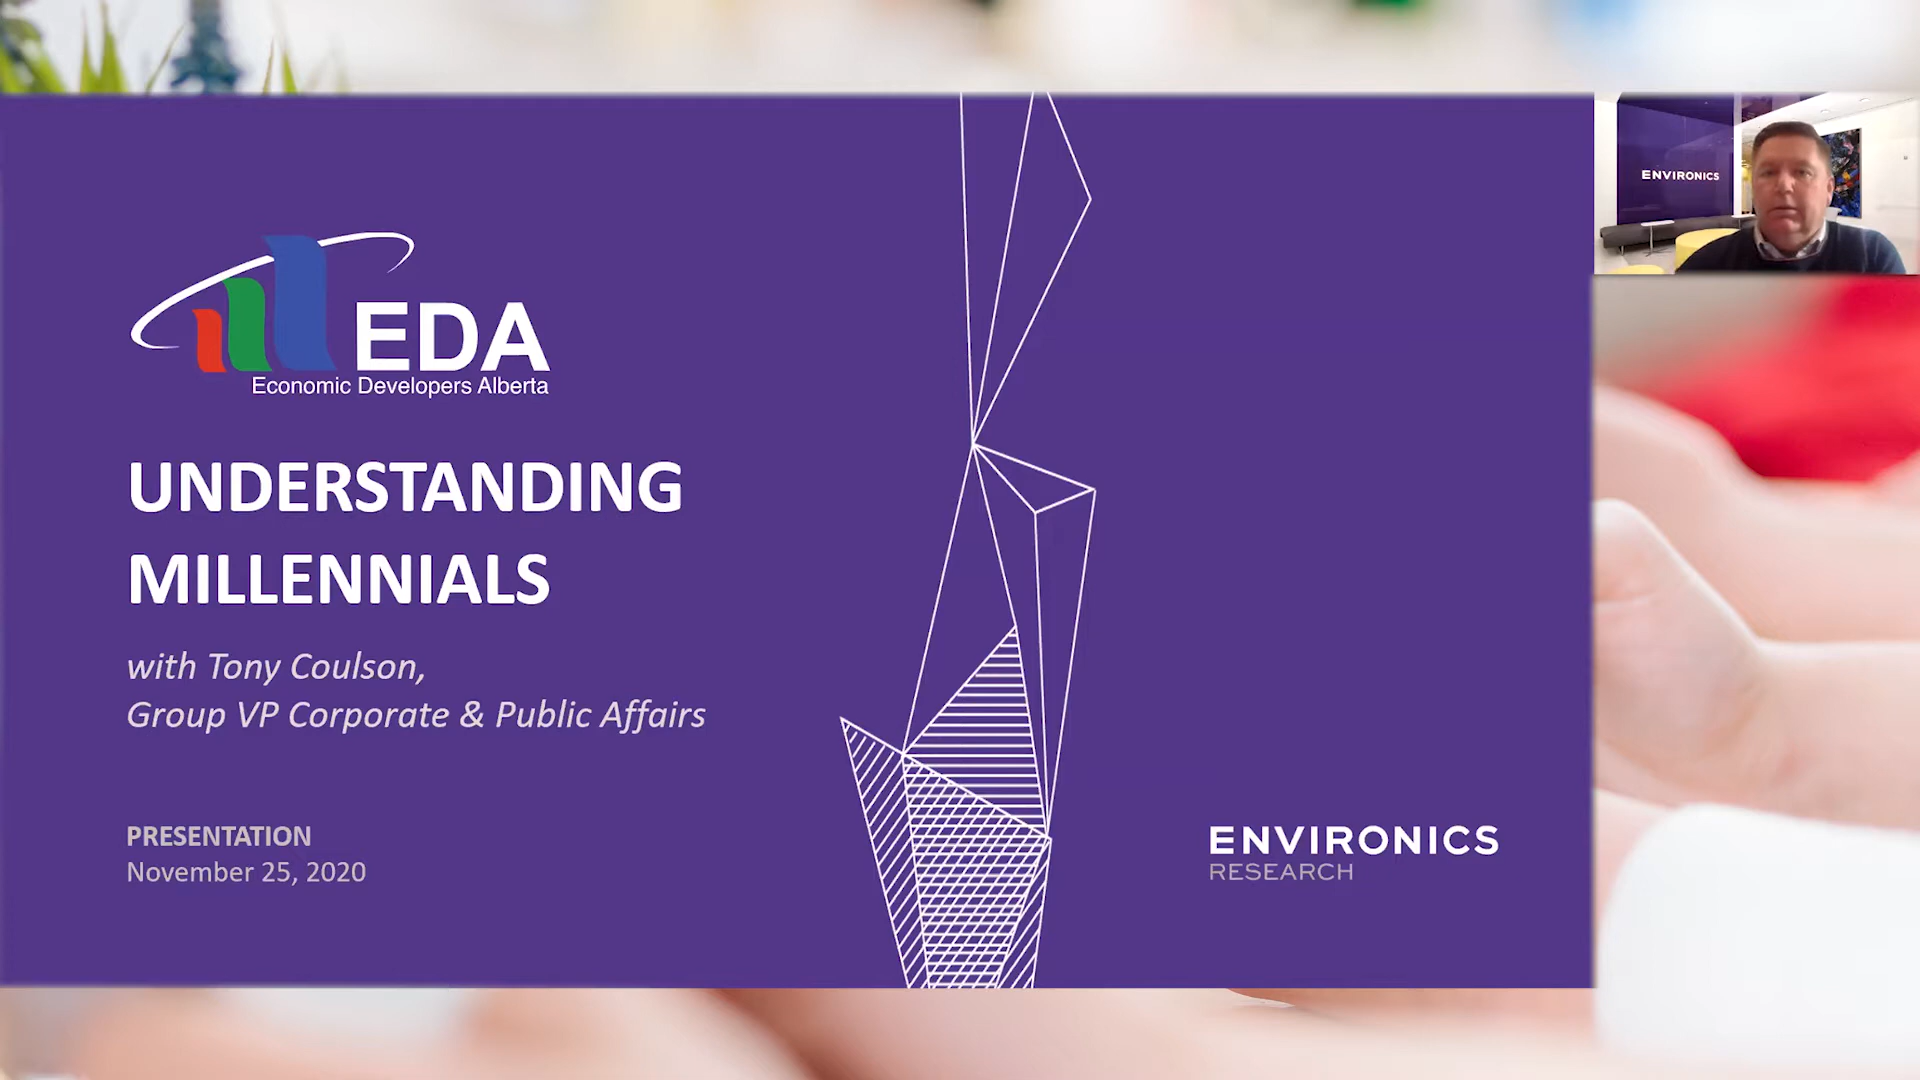 EDA
Economic Developers Alberta
UNDERSTANDING
MILLENNIALS
with Tony Coulson,
Group VP Corporate & Public Affairs
PRESENTATION
November 25, 2020
ENVIRONICS
RESEARCH
ENVIRONICS